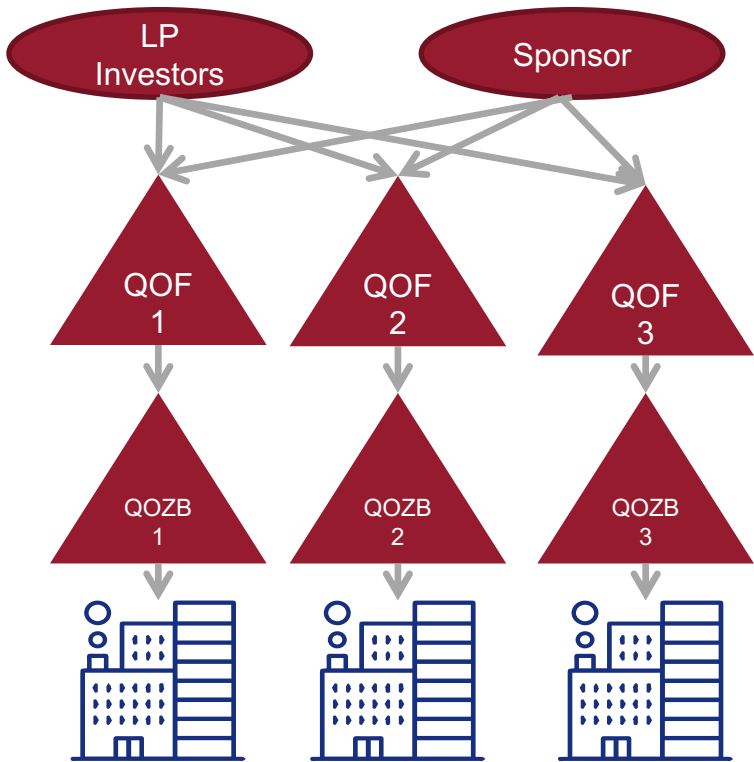 LP
Investors
Sponsor
QOF
1
QOF
2
QOF
3
QOZB
1
QOZB
2
QOZB
3